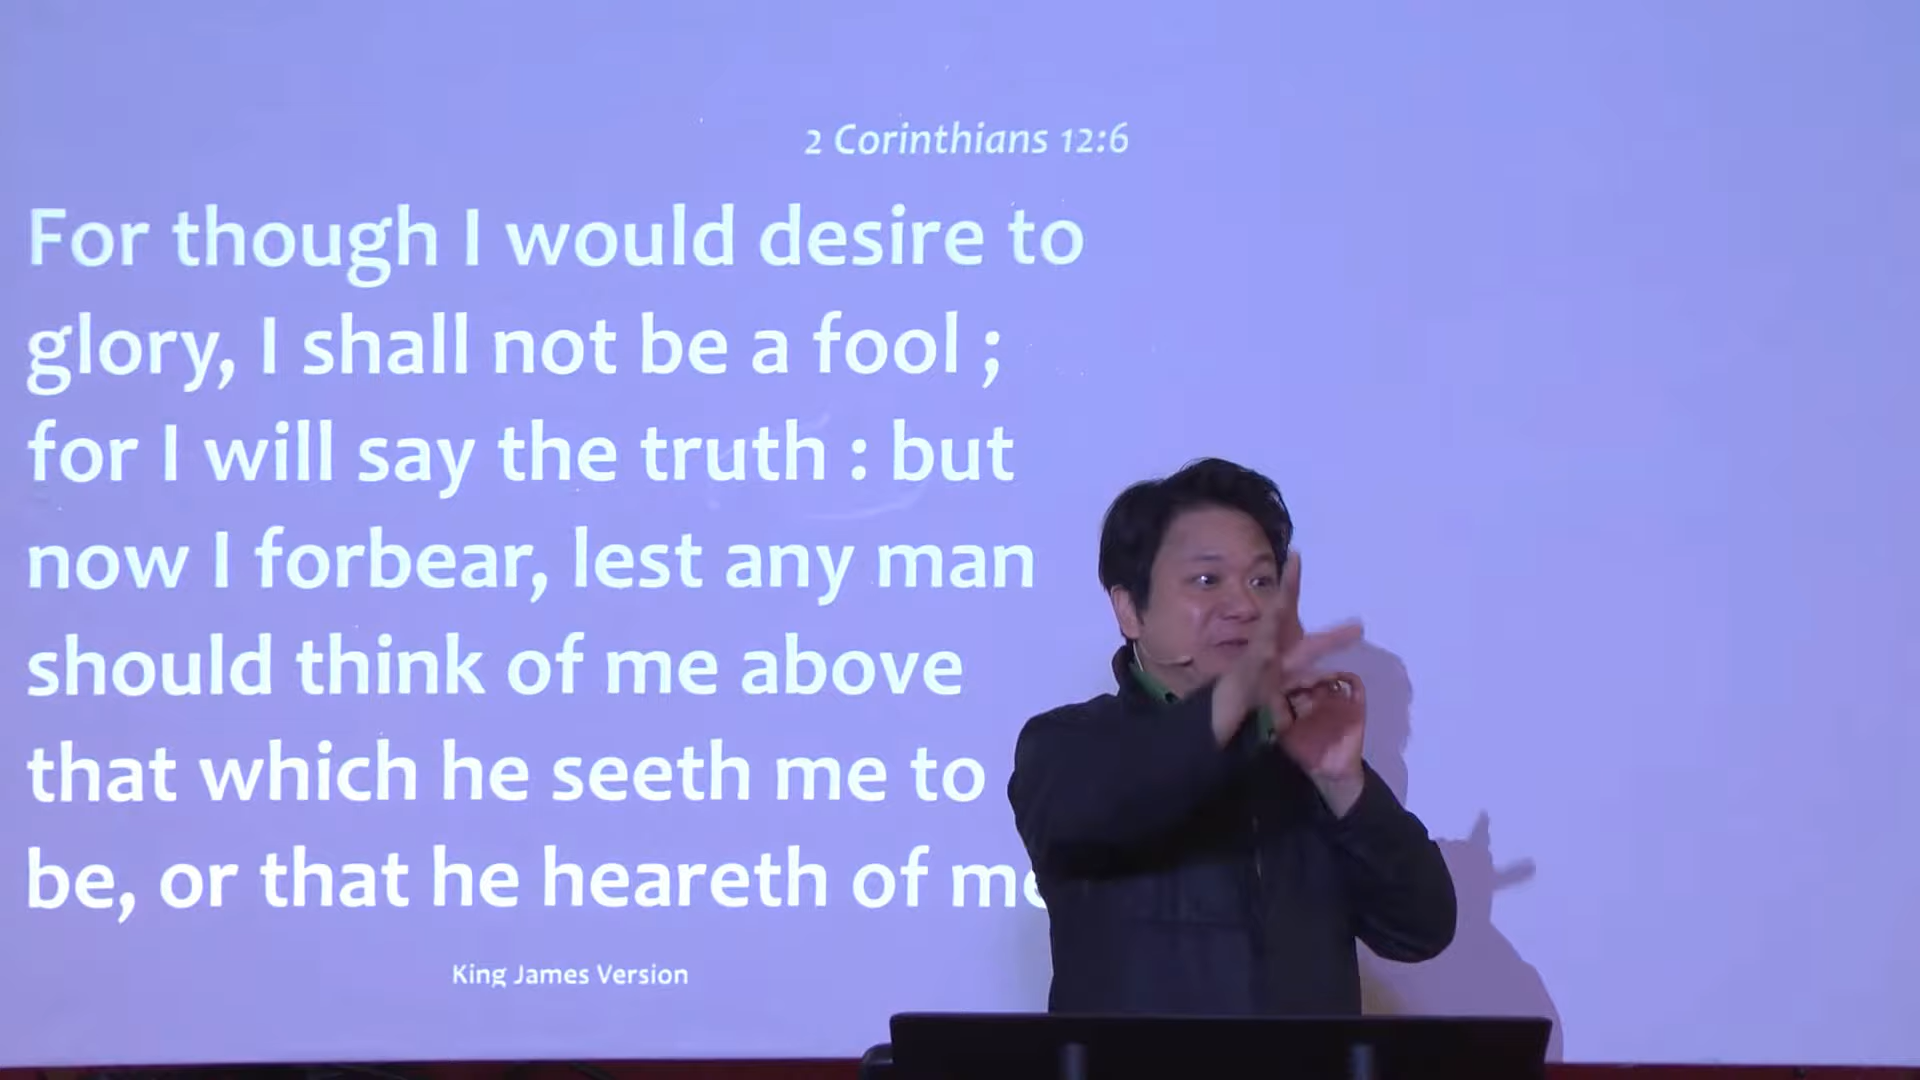 2 Corinthians 12:6
For though I would desire to
glory, I shall not be a fool ;
for I will say the truth : but
now I forbear, lest any man
should think of me above
that which he seeth me to
be, or that he heareth of me
King James Version